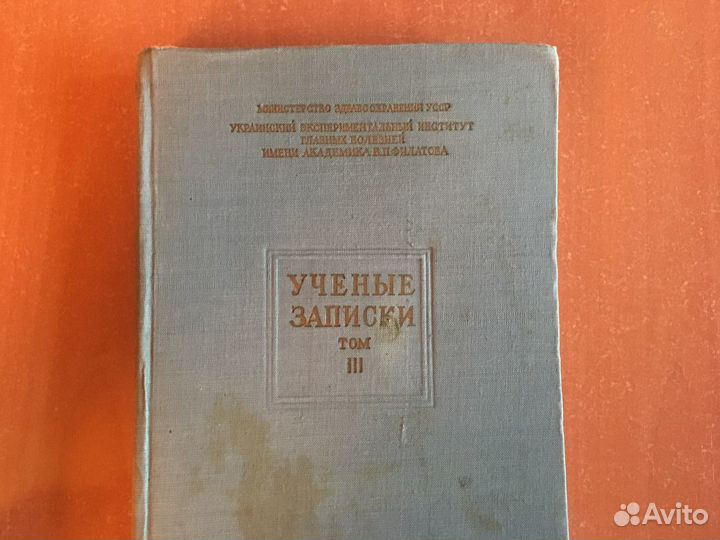 МИНИСТЕРСТВО ЗДРАВООХРАНЕНИЯ УССР
УКРАИНСКИЙ ЭКСПЕРИМЕНТАЛЬНЫЙ ИНСТИТУТ
ГЛАЗНЫХ БОЛЕЗНЕЙ
ИМЕНИ АКАДЕМИКА В.П.ФИЛАТОВА
УЧЕНЫЕ
ЗАПИСКИ
ТОМ
III
Avito